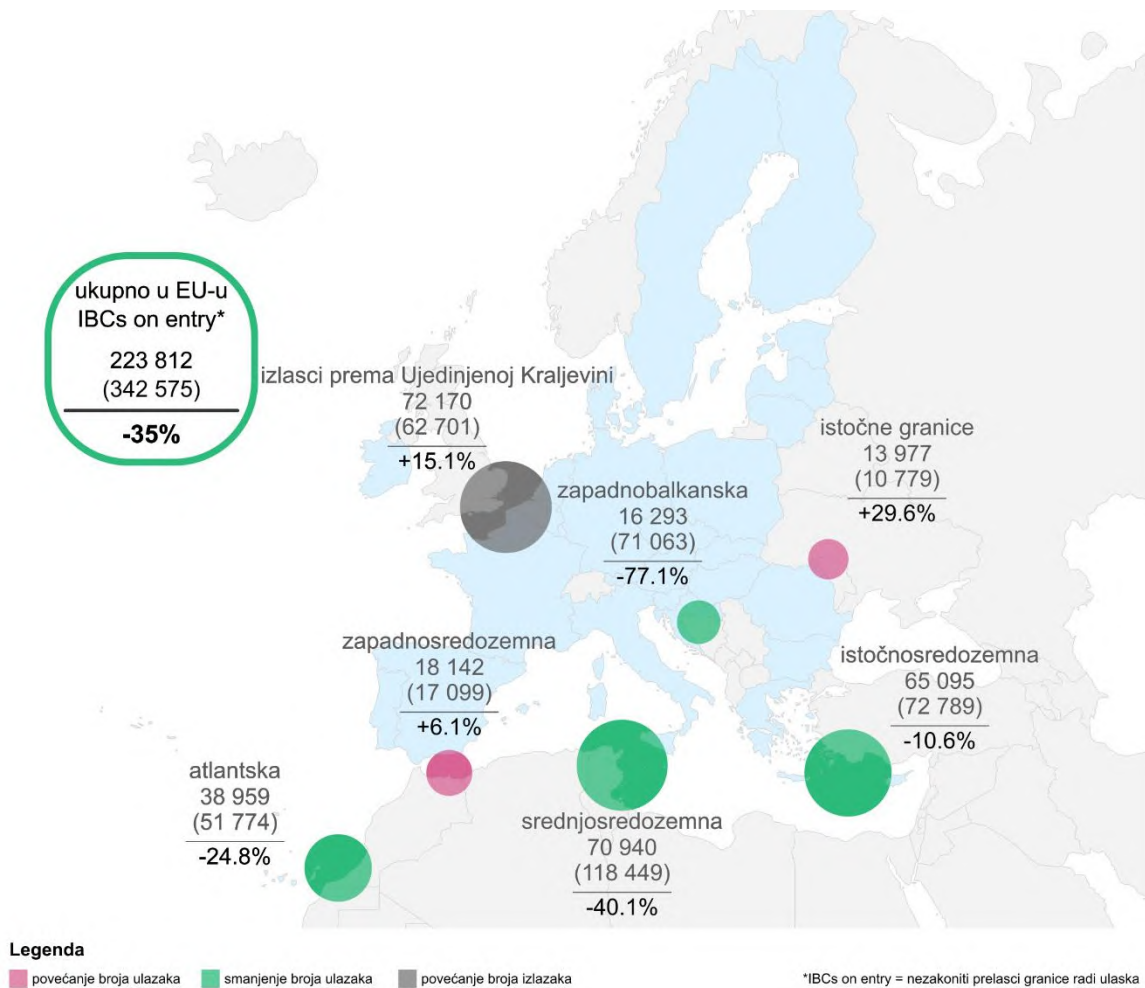 ukupno u EU-u
IBCs on entry*
223 812
(342 575)
-35%
izlasci prema Ujedinjenoj Kraljevini
72 170
(62 701)
+15.1%
istočne granice
13 977
(10 779)
+29.6%
zapadnobalkanska
16 293
(71 063)
-77.1%
zapadnosredozemna
18 142
(17 099)
+6.1%
istočnosredozemna
65 095
(72 789)
-10.6%
atlantska
38 959
(51 774)
-24.8%
srednjosredozemna
70 940
(118 449)
-40.1%
Legenda
povećanje broja ulazaka
smanjenje broja ulazaka
povećanje broja izlazaka
*IBCs on entry = nezakoniti prelasci granice radi ulaska